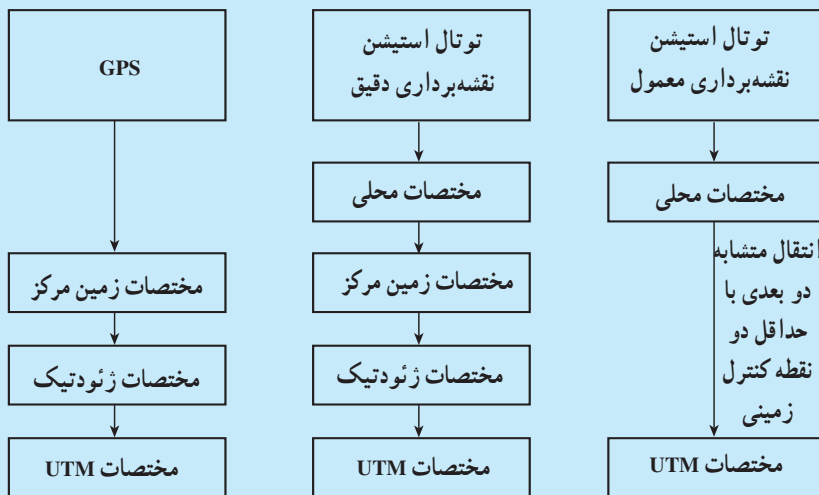 توتال استیشن
نقشه‌برداری معمول
مختصات محلی
انتقال متشابه
دو بعدی با
حداقل دو
نقطه کنترل
زمینی
مختصات UTM
توتال استیشن
نقشه‌برداری دقیق
مختصات محلی
مختصات زمین مرکز
مختصات ژئودتیک
مختصات UTM
GPS
مختصات زمین مرکز
مختصات ژئودتیک
مختصات UTM